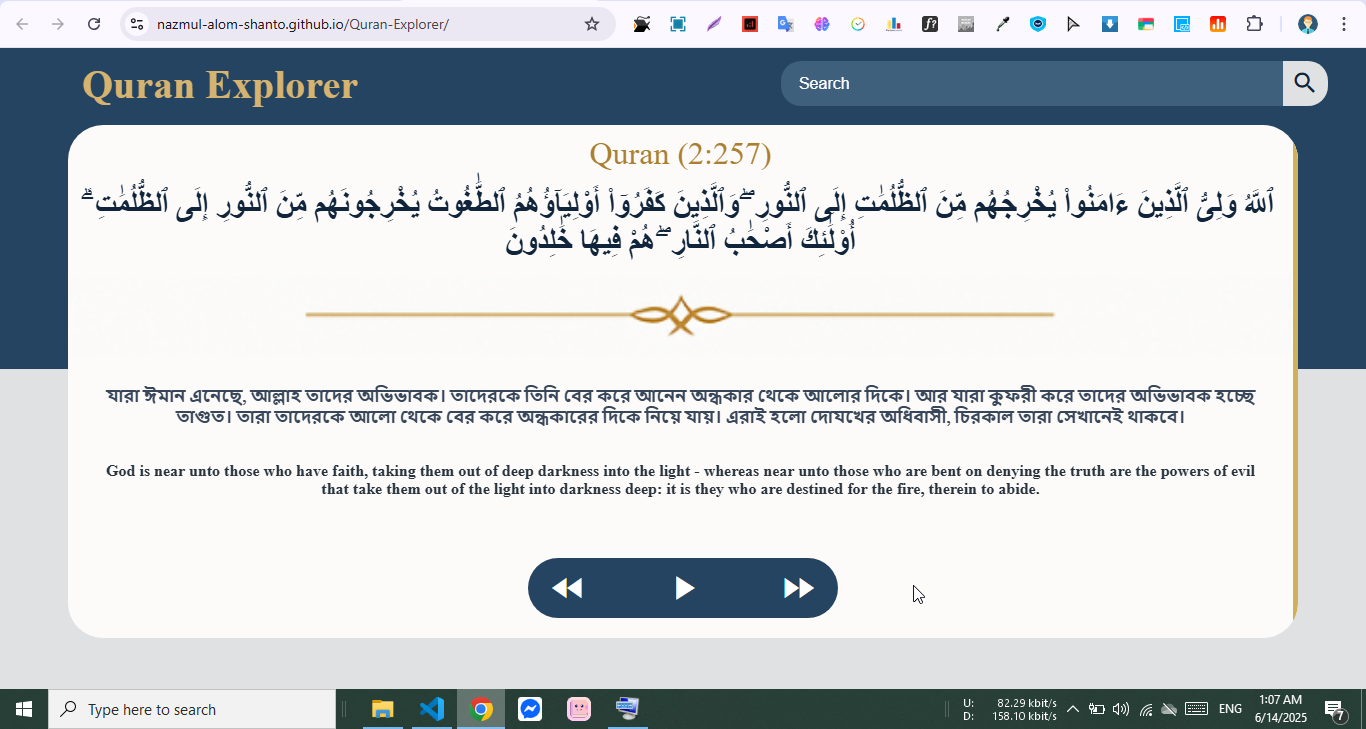 nazmul-alom-shanto.github.io/Quran-Explorer/
Quran Explorer
Search
Quran (2:257)
ٱللَّهُ وَلِىُّ ٱلَّذِينَ ءَامَنُوا۟ يُخْرِجُهُم مِّنَ ٱلظُّلُمَٰتِ إِلَى ٱلنُّورِ ۖ وَٱلَّذِينَ كَفَرُوٓا۟ أَوْلِيَآؤُهُمُ ٱلطَّٰغُوتُ يُخْرِجُونَهُم مِّنَ ٱلنُّورِ إِلَى ٱلظُّلُمَٰتِ ۗ
أُو۟لَٰٓئِكَ أَصْحَٰبُ ٱلنَّارِ ۖ هُمْ فِيهَا خَٰلِدُونَ
যারা ঈমান এনেছে, আল্লাহ তাদের অভিভাবক। তাদেরকে তিনি বের করে আনেন অন্ধকার থেকে আলোর দিকে। আর যারা কুফরী করে তাদের অভিভাবক হচ্ছে
তাগুত। তারা তাদেরকে আলো থেকে বের করে অন্ধকারের দিকে নিয়ে যায়। এরাই হলো দোযখের অধিবাসী, চিরকাল তারা সেখানেই থাকবে।
God is near unto those who have faith, taking them out of deep darkness into the light - whereas near unto those who are bent on denying the truth are the powers of evil
that take them out of the light into darkness deep: it is they who are destined for the fire, therein to abide.
Type here to search
U: 82.29 kbit/s
D: 158.10 kbit/s
ENG
1:07 AM
6/14/2025
7